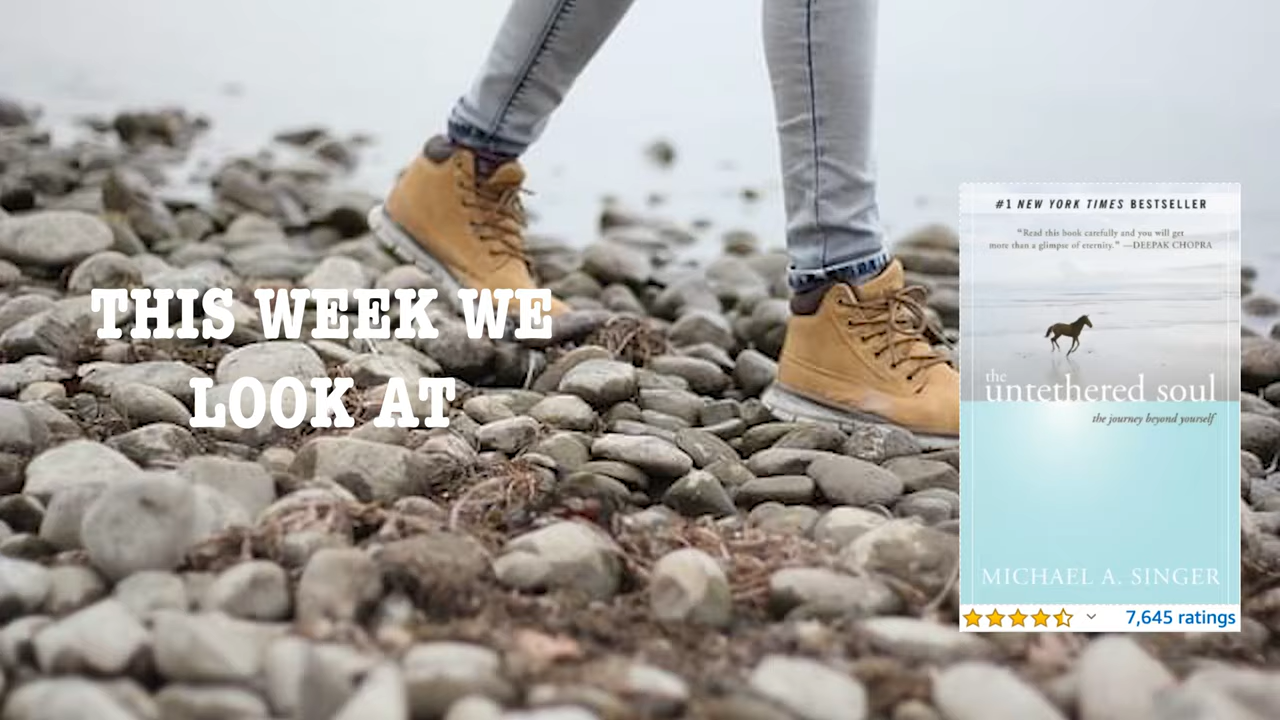 THIS WEEK WE
LOOK AT
#1 NEW YORK TIMES BESTSELLER
"Read this book carefully and you will get
more than a glimpse of eternity." —DEEPAK CHOPRA
the
untethered soul
the journey beyond yourself
MICHAEL A. SINGER
7,645 ratings